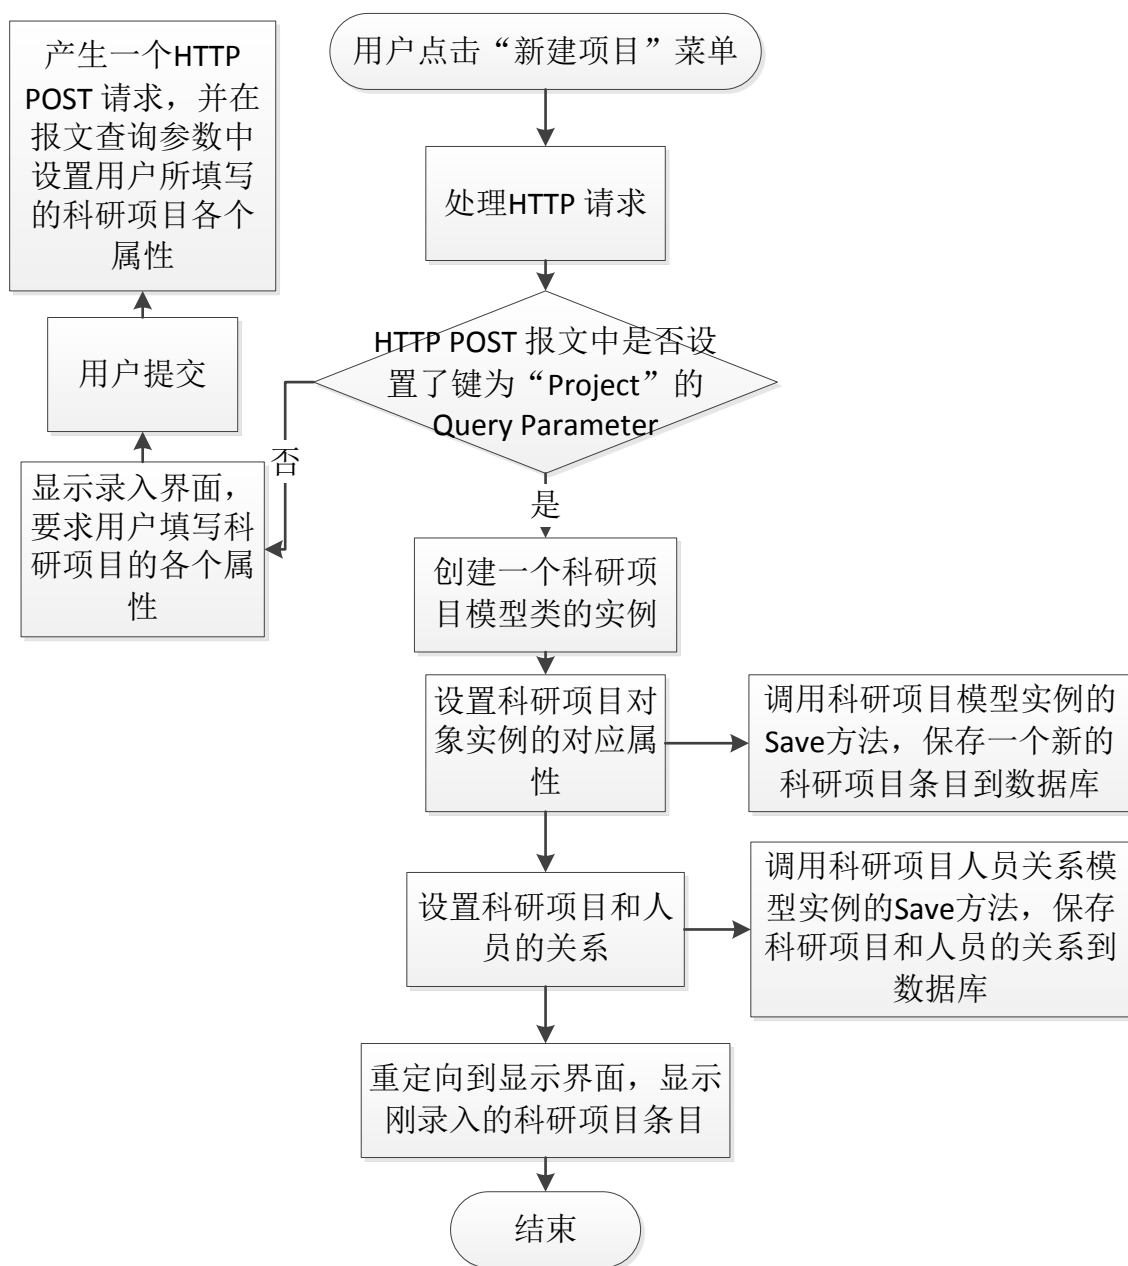 用户点击“新建项目”菜单
处理HTTP 请求
HTTP POST 报文中是否设
置了键为“Project”的
Query Parameter
否
显示录入界面，
要求用户填写科
研项目的各个属
性
用户提交
产生一个HTTP
POST 请求，并在
报文查询参数中
设置用户所填写
的科研项目各个
属性
是
创建一个科研项
目模型类的实例
设置科研项目对
象实例的对应属
性
调用科研项目模型实例的
Save方法，保存一个新的
科研项目条目到数据库
设置科研项目和人
员的关系
调用科研项目人员关系模
型实例的Save方法，保存
科研项目和人员的关系到
数据库
重定向到显示界面，显示
刚录入的科研项目条目
结束